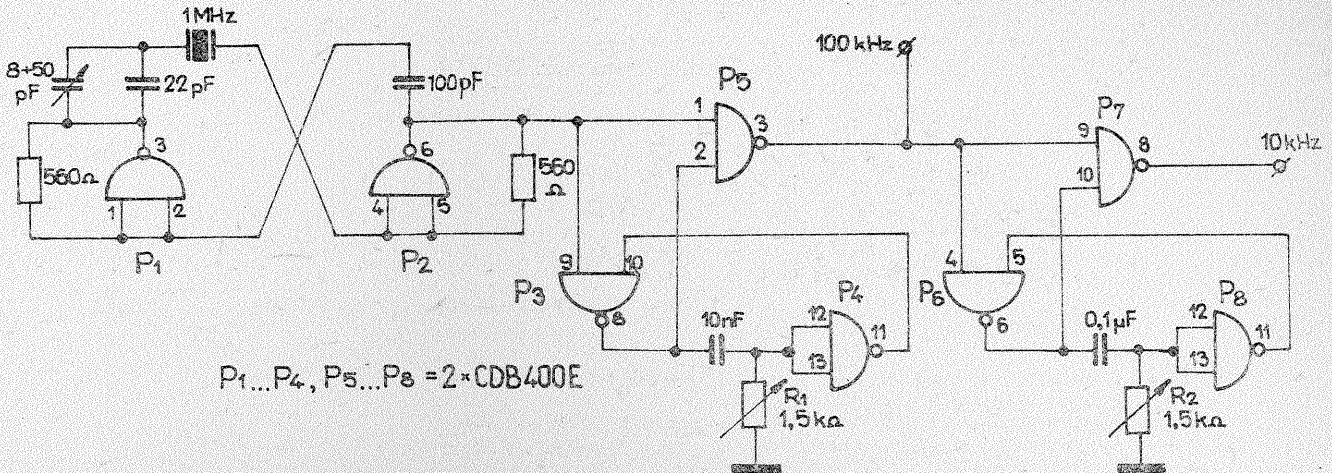 1MHz
8÷50
pF
22pF
560Ω
3
1
2
P1
100pF
6
4
5
P2
560
Ω
P5
1
2
3
100kHz
P7
9
10
8
10kHz
P3
9
10
8
10nF
P4
12
13
11
R1
1,5kΩ
P6
4
5
6
0,1µF
P8
12
13
11
R2
1,5kΩ
P1...P4, P5...P8 = 2×CDB400E